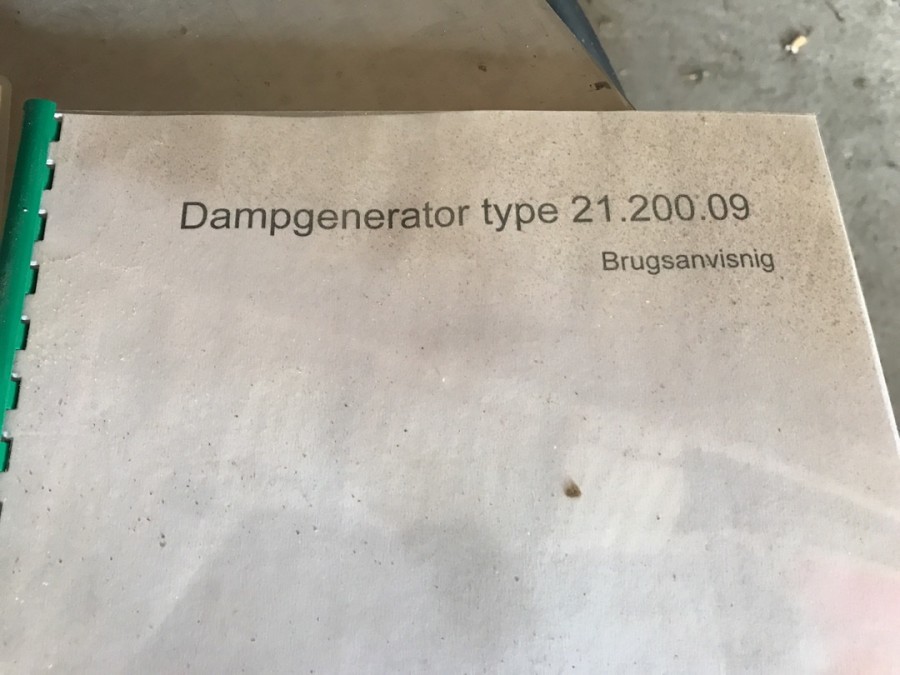 Dampgenerator type 21.200.09
Brugsanvisnig